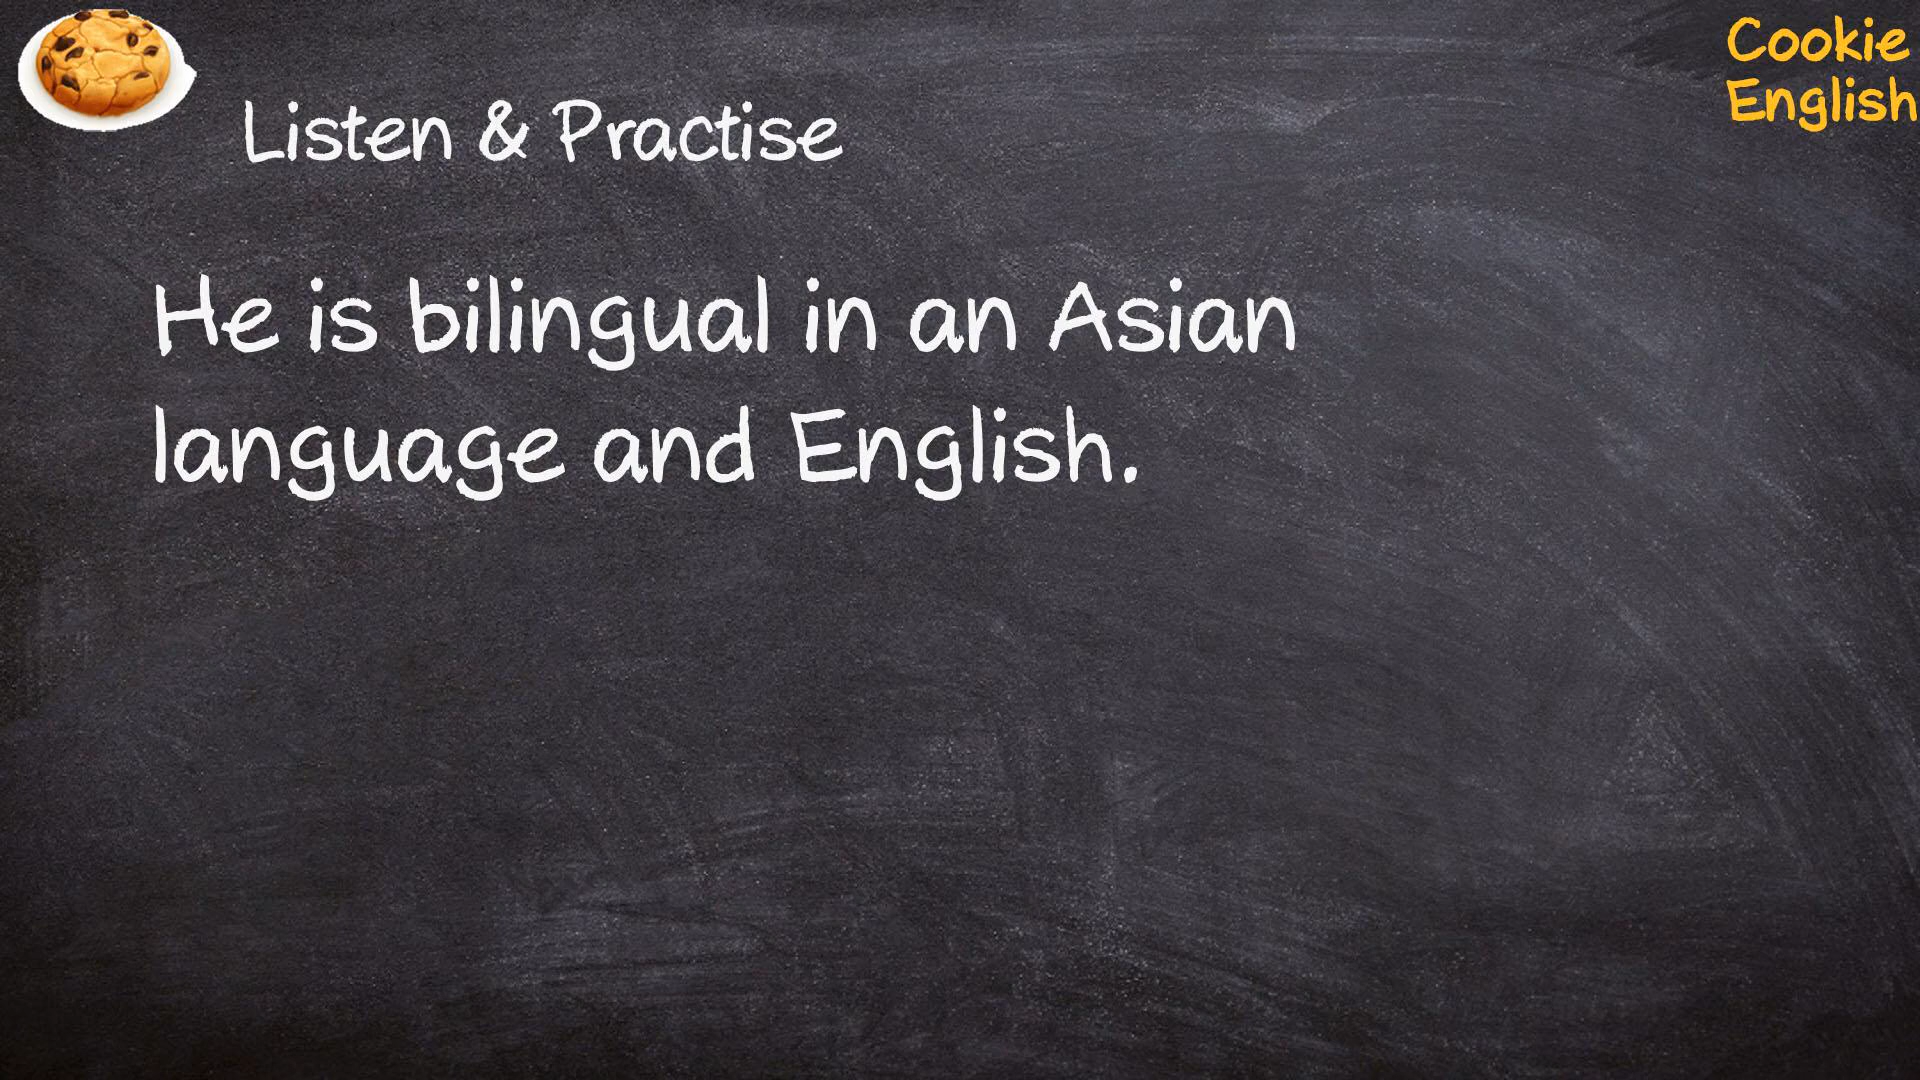 Cookie
English
Listen & Practise
He is bilingual in an Asian
language and English.